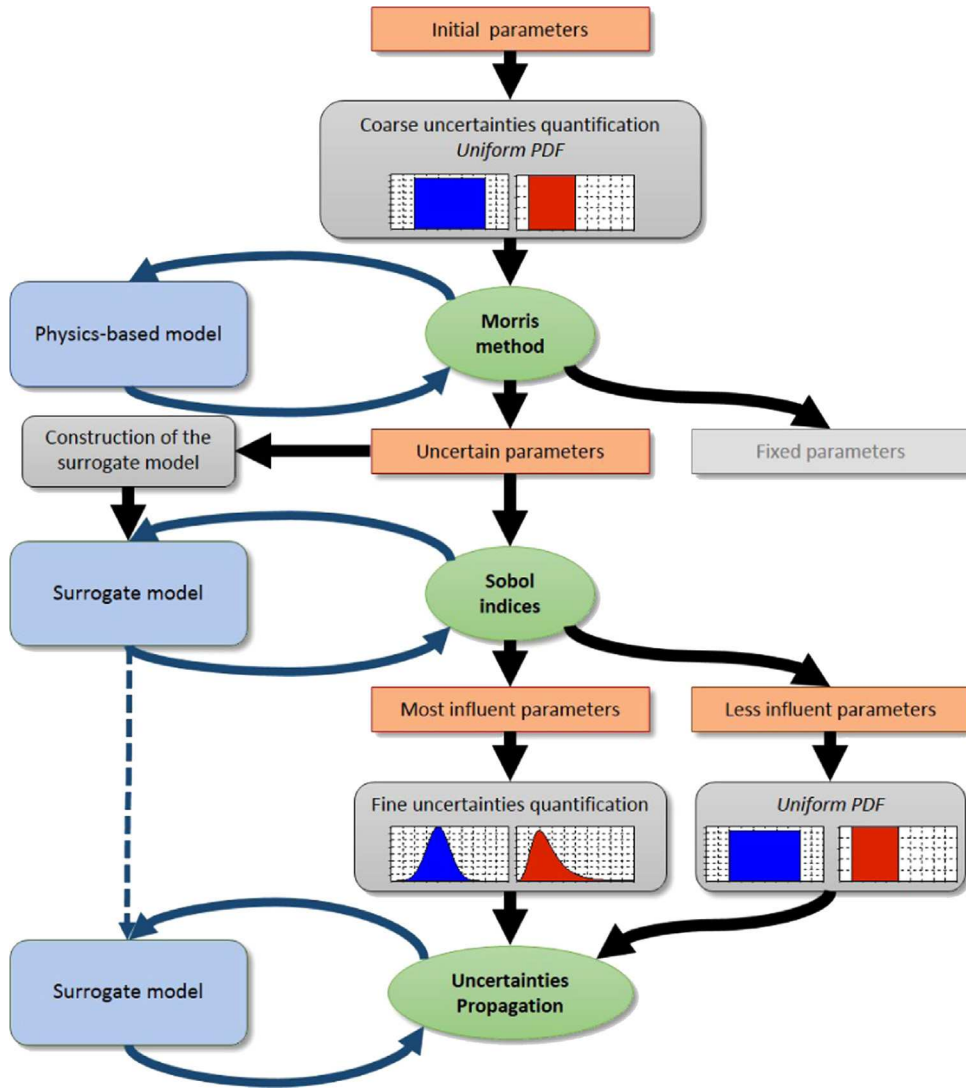 Initial parameters
Coarse uncertainties quantification
Uniform PDF
Physics-based model
Morris
method
Construction of the
surrogate model
Uncertain parameters
Fixed parameters
Surrogate model
Sobol
indices
Most influent parameters
Less influent parameters
Fine uncertainties quantification
Uniform PDF
Surrogate model
Uncertainties
Propagation